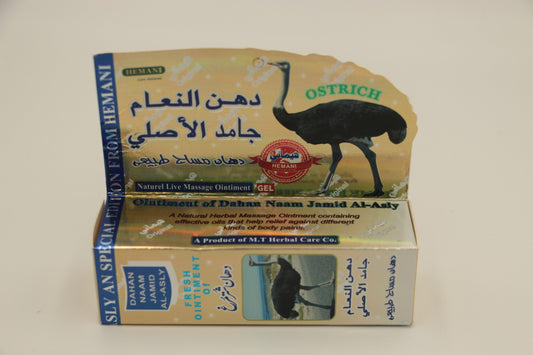 HEMANI
OSTRICH
دهن النعام
جامد الأصلي
دهان مساج طبيعي
هيماني
HEMANI
Naturel Live Massage Ointment GEL
SLY AN SPECIAL EDITION FROM HEMANI
Ointment of Dahan Naam Jamid Al-Asly
A Natural Herbal Massage Ointment containing
effective oils that help relief against different
kinds of body pains.
A Product of M.T Herbal Care Co.
DAHAN
NAAM
JAMID
AL-ASLY
FRESH
OINTMENT
of
دهن النعام
جامد الأصلي
دهان مساج طبيعي